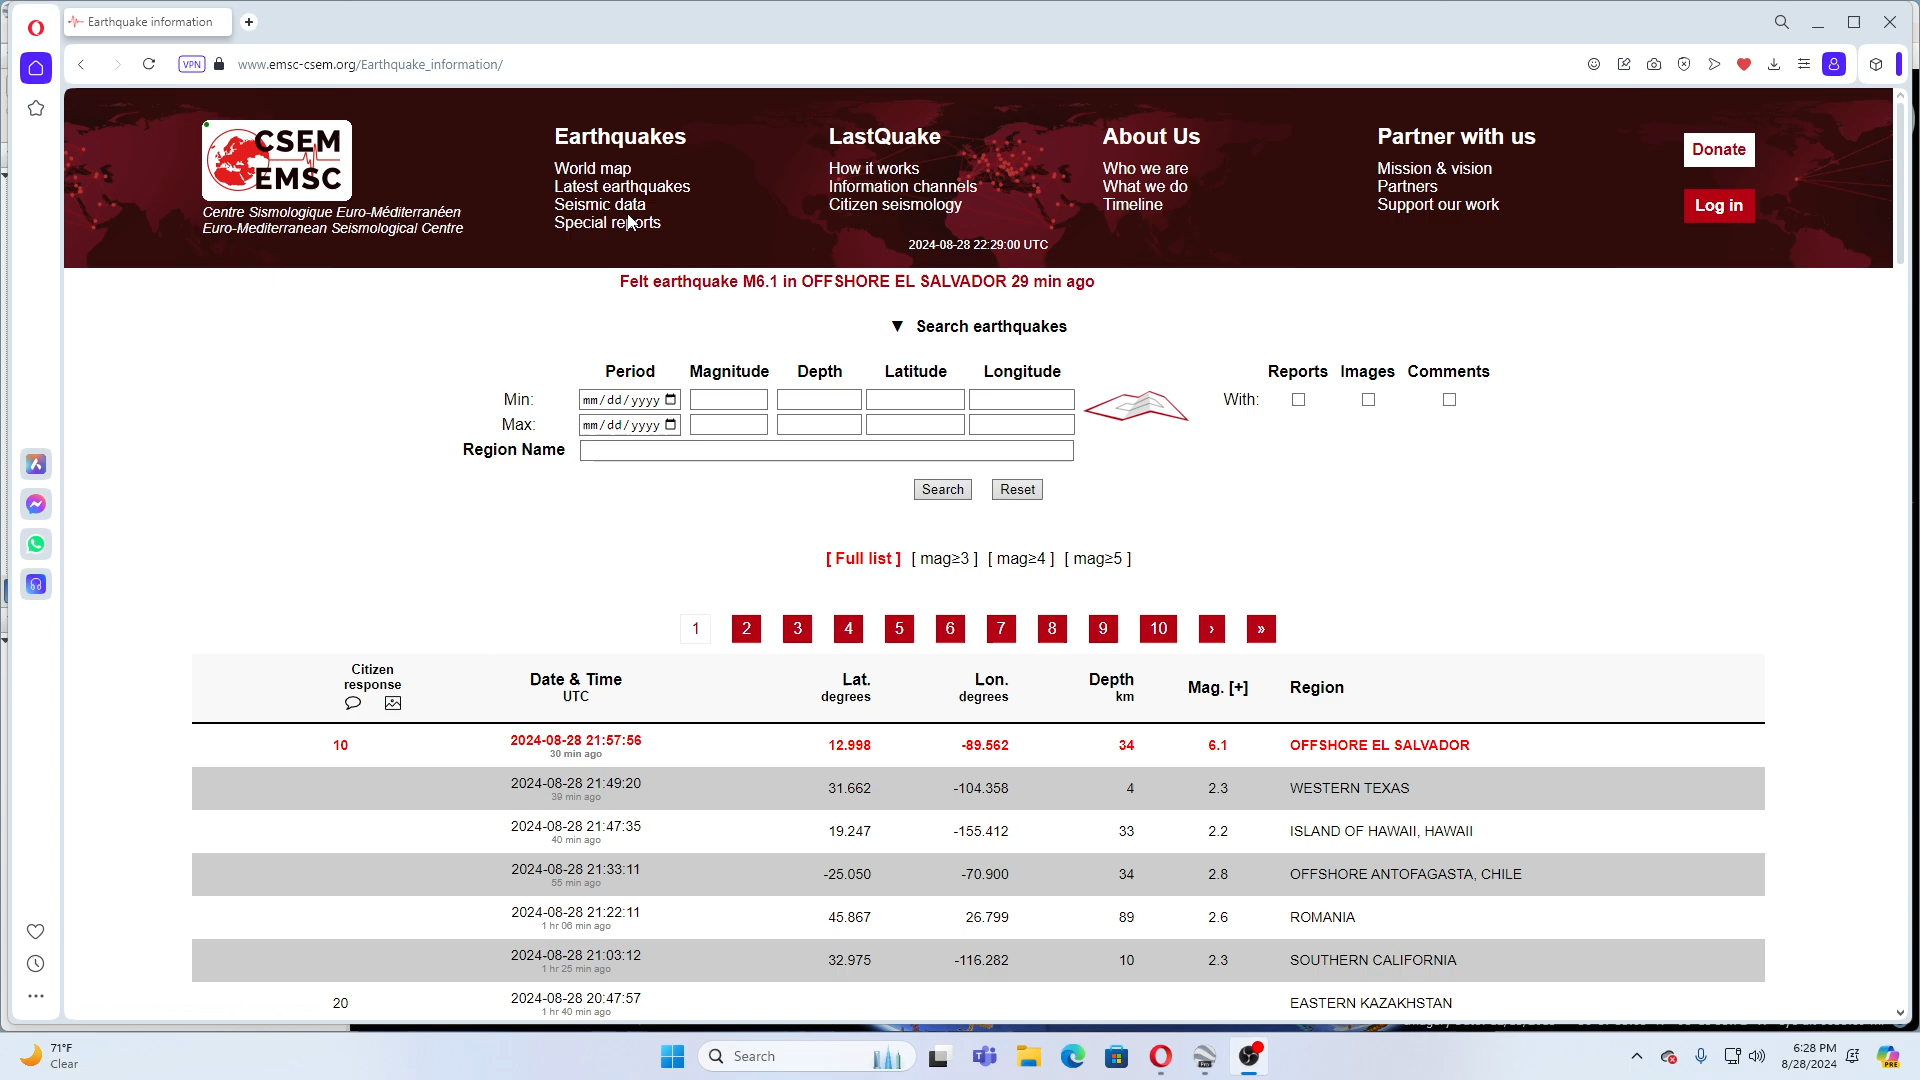 Earthquake information
VPN
www.emsc-csem.org/Earthquake_information/
CSEM
EMSC
Centre Sismologique Euro-Méditerranéen
Euro-Mediterranean Seismological Centre
Earthquakes
World map
Latest earthquakes
Seismic data
Special reports
LastQuake
How it works
Information channels
Citizen seismology
About Us
Who we are
What we do
Timeline
Partner with us
Mission & vision
Partners
Support our work
Donate
Log in
2024-08-28 22:29:00 UTC
Felt earthquake M6.1 in OFFSHORE EL SALVADOR 29 min ago
▼ Search earthquakes
Period Magnitude Depth Latitude Longitude Reports Images Comments
Min: mm/dd/yyyy With:
Max: mm/dd/yyyy
Region Name
Search Reset
[ Full list ] [ mag≥3 ] [ mag≥4 ] [ mag≥5 ]
1 2 3 4 5 6 7 8 9 10 › »
Citizen response
Date & Time UTC
Lat. degrees
Lon. degrees
Depth km
Mag. [+]
Region
10 2024-08-28 21:57:56 12.998 -89.562 34 6.1 OFFSHORE EL SALVADOR
30 min ago
2024-08-28 21:49:20 31.662 -104.358 4 2.3 WESTERN TEXAS
39 min ago
2024-08-28 21:47:35 19.247 -155.412 33 2.2 ISLAND OF HAWAII, HAWAII
40 min ago
2024-08-28 21:33:11 -25.050 -70.900 34 2.8 OFFSHORE ANTOFAGASTA, CHILE
55 min ago
2024-08-28 21:22:11 45.867 26.799 89 2.6 ROMANIA
1 hr 06 min ago
2024-08-28 21:03:12 32.975 -116.282 10 2.3 SOUTHERN CALIFORNIA
1 hr 25 min ago
20 2024-08-28 20:47:57 EASTERN KAZAKHSTAN
1 hr 40 min ago
71°F
Clear
Search
6:28 PM
8/28/2024
PRE